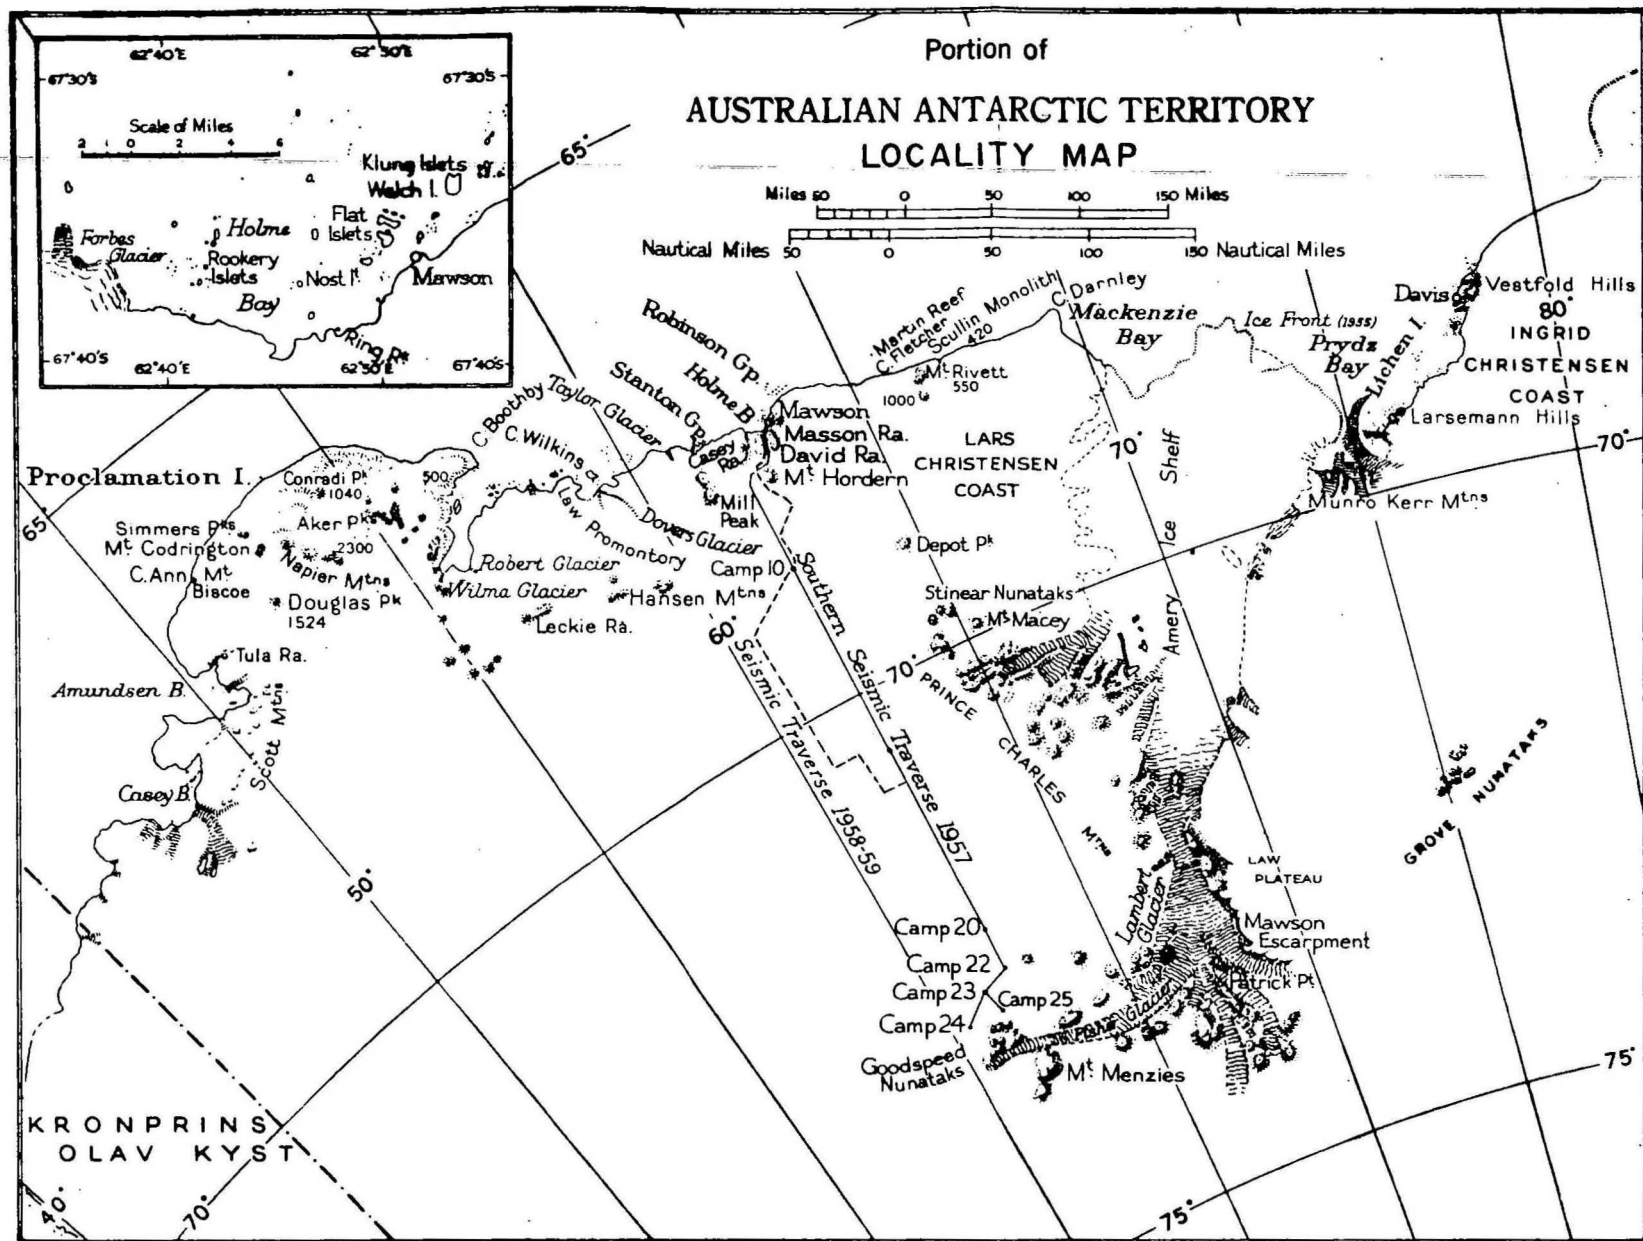 Portion of
AUSTRALIAN ANTARCTIC TERRITORY
LOCALITY MAP
Miles 50 0 50 100 150 Miles
Nautical Miles 50 0 50 100 150 Nautical Miles
62°40'E
62°50'E
67°30'S
67°30'S
Scale of Miles
2 0 2 4 6
Klung Islets
Welch I.
Flat
Islets
Forbes
Glacier
Holme
Bay
Rookery
Islets
Nost It
Mawson
Ring Rk
67°40'S
67°40'S
62°40'E
62°50'E
65°
Martin Reef
C. Fletcher
Scullin Monolith
420
C. Darnley
Mackenzie
Bay
Ice Front (1955)
Prydz
Bay
Lichen I.
Davis
Vestfold Hills
80°
INGRID
CHRISTENSEN
COAST
Larsemann Hills
70°
Munro Kerr Mtns
Robinson Gp.
Holme B.
Stanton Gp.
Taylor Glacier
C. Boothby
C. Wilkins
Mt Rivett
550
1000
Mawson
Masson Ra.
David Ra.
Mt Hordern
Casey
Ra.
Mill
Peak
LARS
CHRISTENSEN
COAST
70°
Amery Ice Shelf
Proclamation I.
Conradi Pk
1040
500
65°
Simmers Pks
Aker Pks
Mt Codrington
2300
Napier Mtns
C. Ann, Mt
Biscoe
Douglas Pk
1524
Law Promontory
Dovers Glacier
Robert Glacier
Wilma Glacier
Hansen Mtns
Leckie Ra.
Camp 10
Depot Pk
Stinear Nunataks
Mt Macey
60°
70°
Tula Ra.
Amundsen B.
Scott Mtns
Casey B.
Southern Seismic Traverse 1957
Seismic Traverse 1958-59
PRINCE
CHARLES
Mtns
GROVE NUNATAKS
LAW
PLATEAU
Lambert
Glacier
Mawson
Escarpment
Patrick Pt
50°
Camp 20
Camp 22
Camp 23
Camp 25
Camp 24
Fisher Glacier
Goodspeed
Nunataks
Mt Menzies
75°
KRONPRINS
OLAV KYST
40°
70°
75°